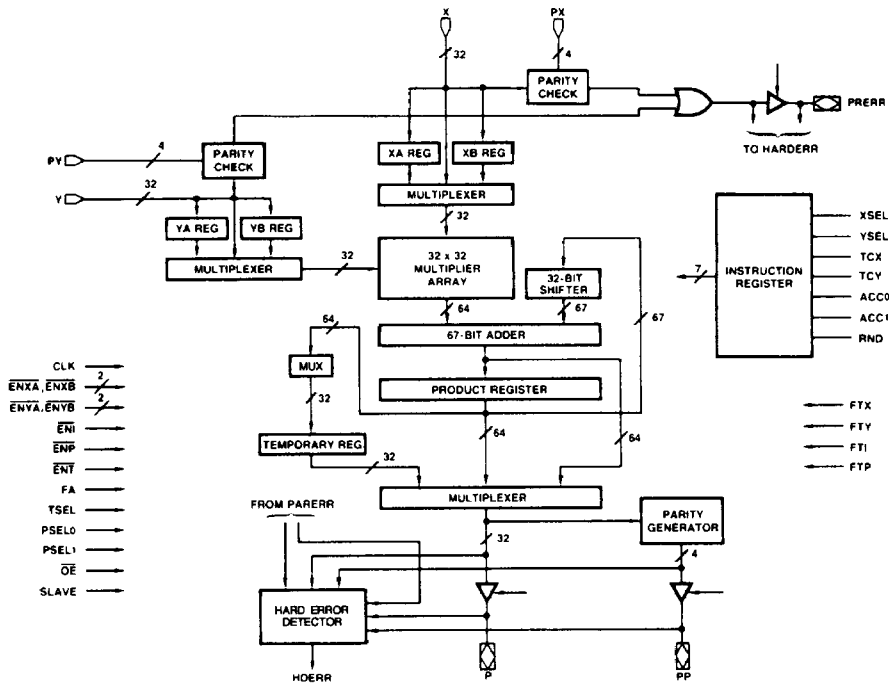 X
PX
32
4
PARITY
CHECK
PRERR
TO HARDERR
PY
4
PARITY
CHECK
XA REG
XB REG
Y
32
MULTIPLEXER
32
YA REG
YB REG
MULTIPLEXER
32
32 x 32
MULTIPLIER
ARRAY
32-BIT
SHIFTER
64
67
67
7
INSTRUCTION
REGISTER
XSEL
YSEL
TCX
TCY
ACC0
ACC1
RND
64
67-BIT ADDER
MUX
32
PRODUCT REGISTER
64
64
TEMPORARY REG
32
MULTIPLEXER
CLK
ENXA, ENXB
2
ENYA, ENYB
2
ENI
ENP
ENT
FA
TSEL
PSEL0
PSEL1
OE
SLAVE
FTX
FTY
FTI
FTP
FROM PARERR
32
PARITY
GENERATOR
4
HARD ERROR
DETECTOR
HDERR
P
PP